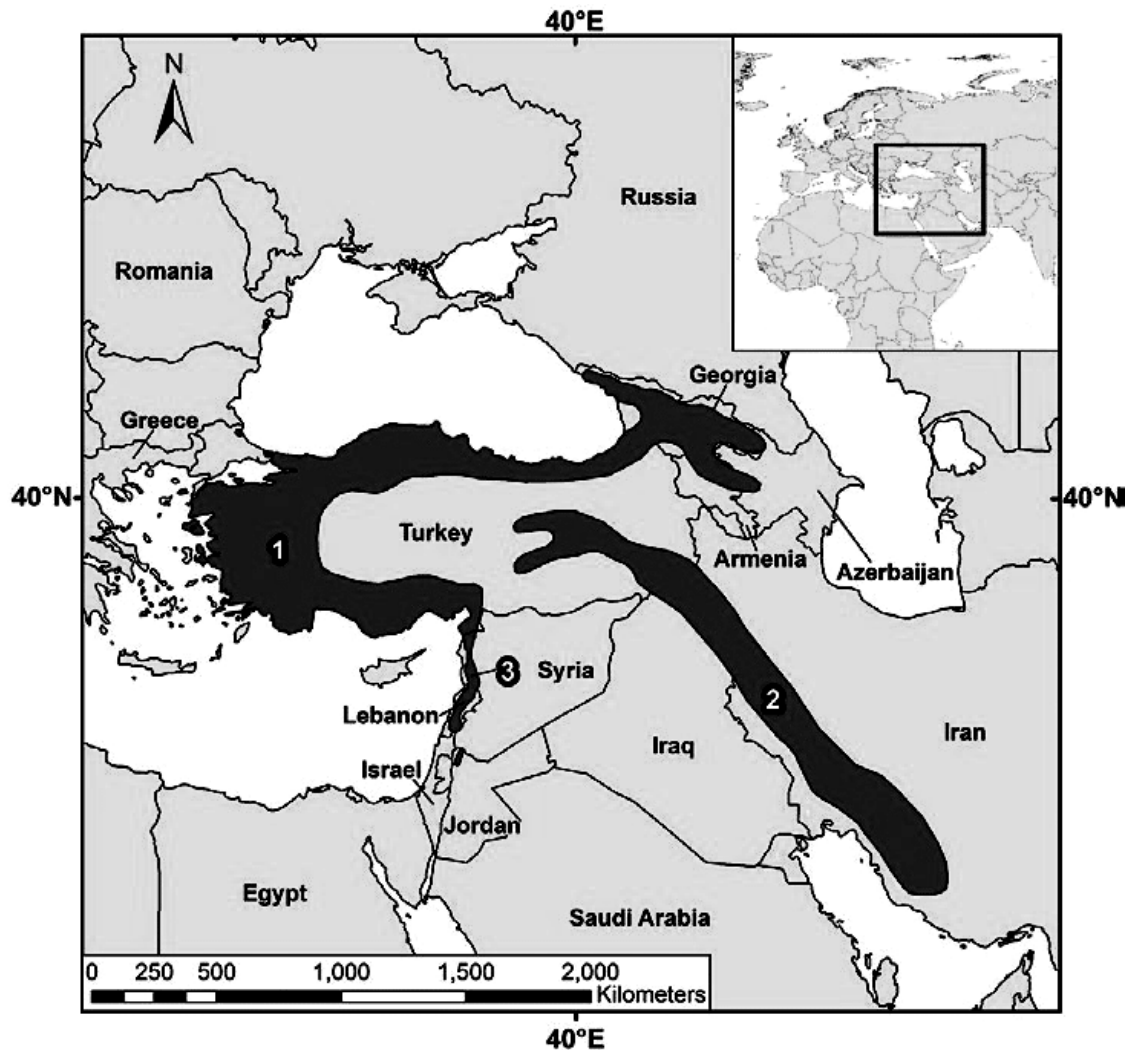 40°E
N
Russia
Romania
Georgia
Greece
40°N
40°N
1
Turkey
Armenia
Azerbaijan
3
Syria
2
Lebanon
Iraq
Iran
Israel
Jordan
Egypt
Saudi Arabia
0 250 500 1,000 1,500 2,000
Kilometers
40°E